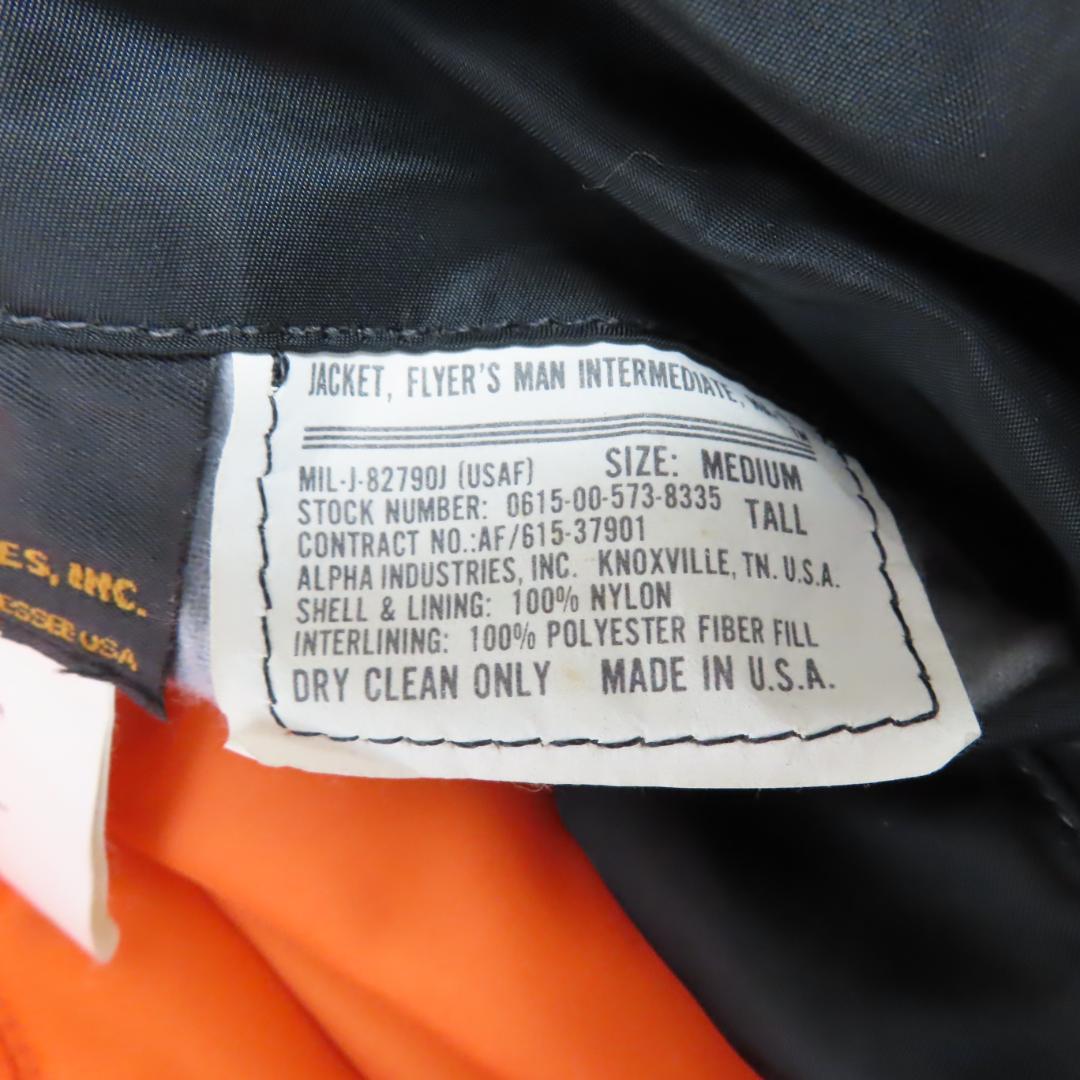 JACKET, FLYER'S MAN INTERMEDIATE,
MIL-J-82790J (USAF) SIZE: MEDIUM
STOCK NUMBER: 0615-00-573-8335 TALL
CONTRACT NO.:AF/615-37901
ALPHA INDUSTRIES, INC. KNOXVILLE, TN. U.S.A.
SHELL & LINING: 100% NYLON
INTERLINING: 100% POLYESTER FIBER FILL
DRY CLEAN ONLY MADE IN U.S.A.
ES, INC.
ESSEE USA